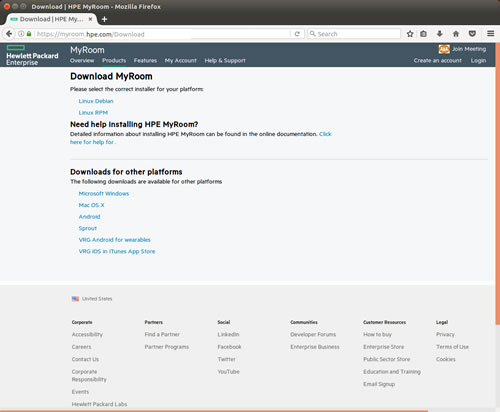 Download | HPE MyRoom - Mozilla Firefox
Download | HPE My...
https://myroom.hpe.com/Download
Search
Hewlett Packard
Enterprise
MyRoom
Join Meeting
Overview Products Features My Account Help & Support
Create an account Login
Download MyRoom
Please select the correct installer for your platform:
Linux Debian
Linux RPM
Need help installing HPE MyRoom?
Detailed information about installing HPE MyRoom can be found in the online documentation. Click
here for help for .
Downloads for other platforms
The following downloads are available for other platforms
Microsoft Windows
Mac OS X
Android
Sprout
VRG Android for wearables
VRG iOS in iTunes App Store
United States
Corporate
Accessibility
Careers
Contact Us
Corporate
Responsibility
Events
Hewlett Packard Labs
Partners
Find a Partner
Partner Programs
Social
LinkedIn
Facebook
Twitter
YouTube
Communities
Developer Forums
Enterprise Business
Customer Resources
How to buy
Enterprise Store
Public Sector Store
Education and Training
Email Signup
Legal
Privacy
Terms of Use
Cookies